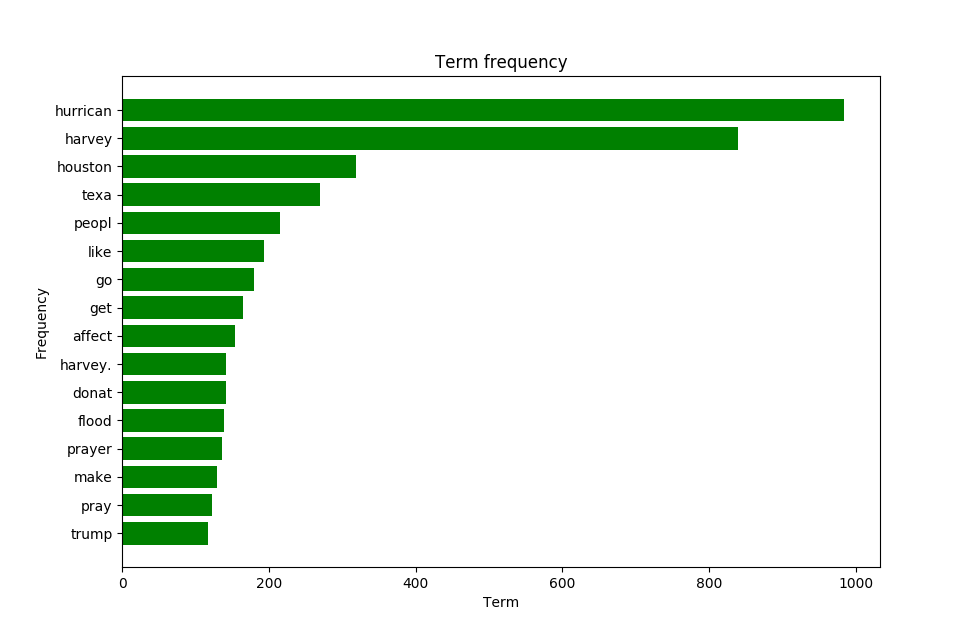 Term frequency
hurrican
harvey
houston
texa
peopl
like
go
get
affect
harvey.
donat
flood
prayer
make
pray
trump
Frequency
0 200 400 600 800 1000
Term